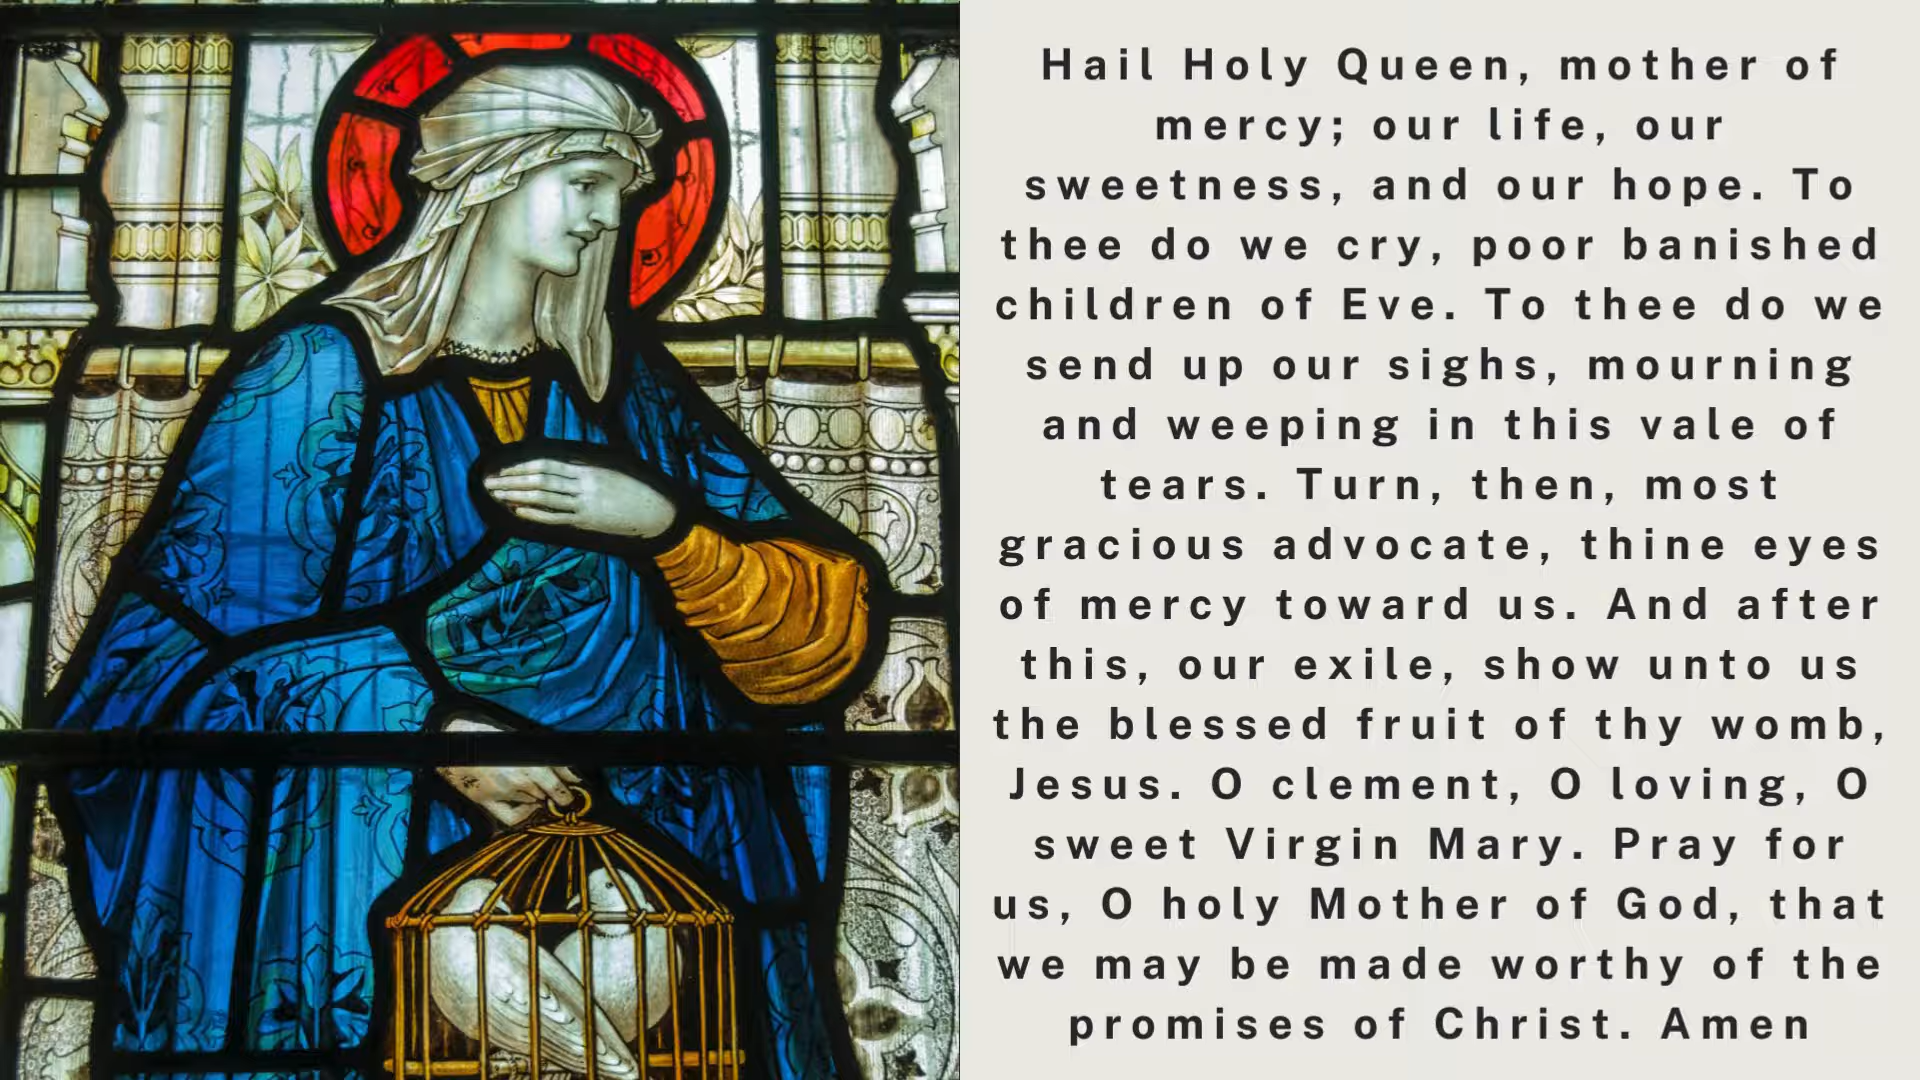 Hail Holy Queen, mother of
mercy; our life, our
sweetness, and our hope. To
thee do we cry, poor banished
children of Eve. To thee do we
send up our sighs, mourning
and weeping in this vale of
tears. Turn, then, most
gracious advocate, thine eyes
of mercy toward us. And after
this, our exile, show unto us
the blessed fruit of thy womb,
Jesus. O clement, O loving, O
sweet Virgin Mary. Pray for
us, O holy Mother of God, that
we may be made worthy of the
promises of Christ. Amen